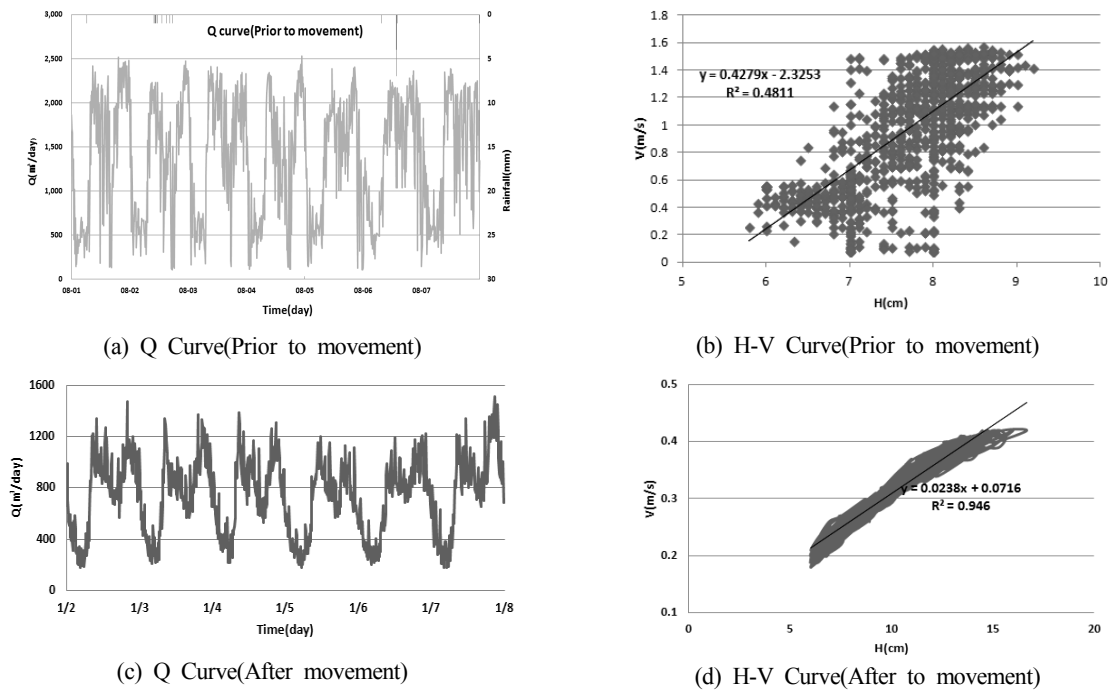 Q curve(Prior to movement)
3,000
2,500
2,000
1,500
1,000
500
0
Q(㎥/day)
0
5
10
15
20
25
30
Rainfall(mm)
08-01 08-02 08-03 08-04 08-05 08-06 08-07
Time(day)
(a) Q Curve(Prior to movement)
1.8
1.6
1.4
1.2
1
0.8
0.6
0.4
0.2
0
V(m/s)
y = 0.4279x - 2.3253
R² = 0.4811
5 6 7 8 9 10
H(cm)
(b) H-V Curve(Prior to movement)
1600
1200
800
400
0
Q(㎥/day)
1/2 1/3 1/4 1/5 1/6 1/7 1/8
Time(day)
(c) Q Curve(After movement)
0.5
0.4
0.3
0.2
0.1
V(m/s)
y = 0.0238x + 0.0716
R² = 0.946
0 5 10 15 20
H(cm)
(d) H-V Curve(After to movement)